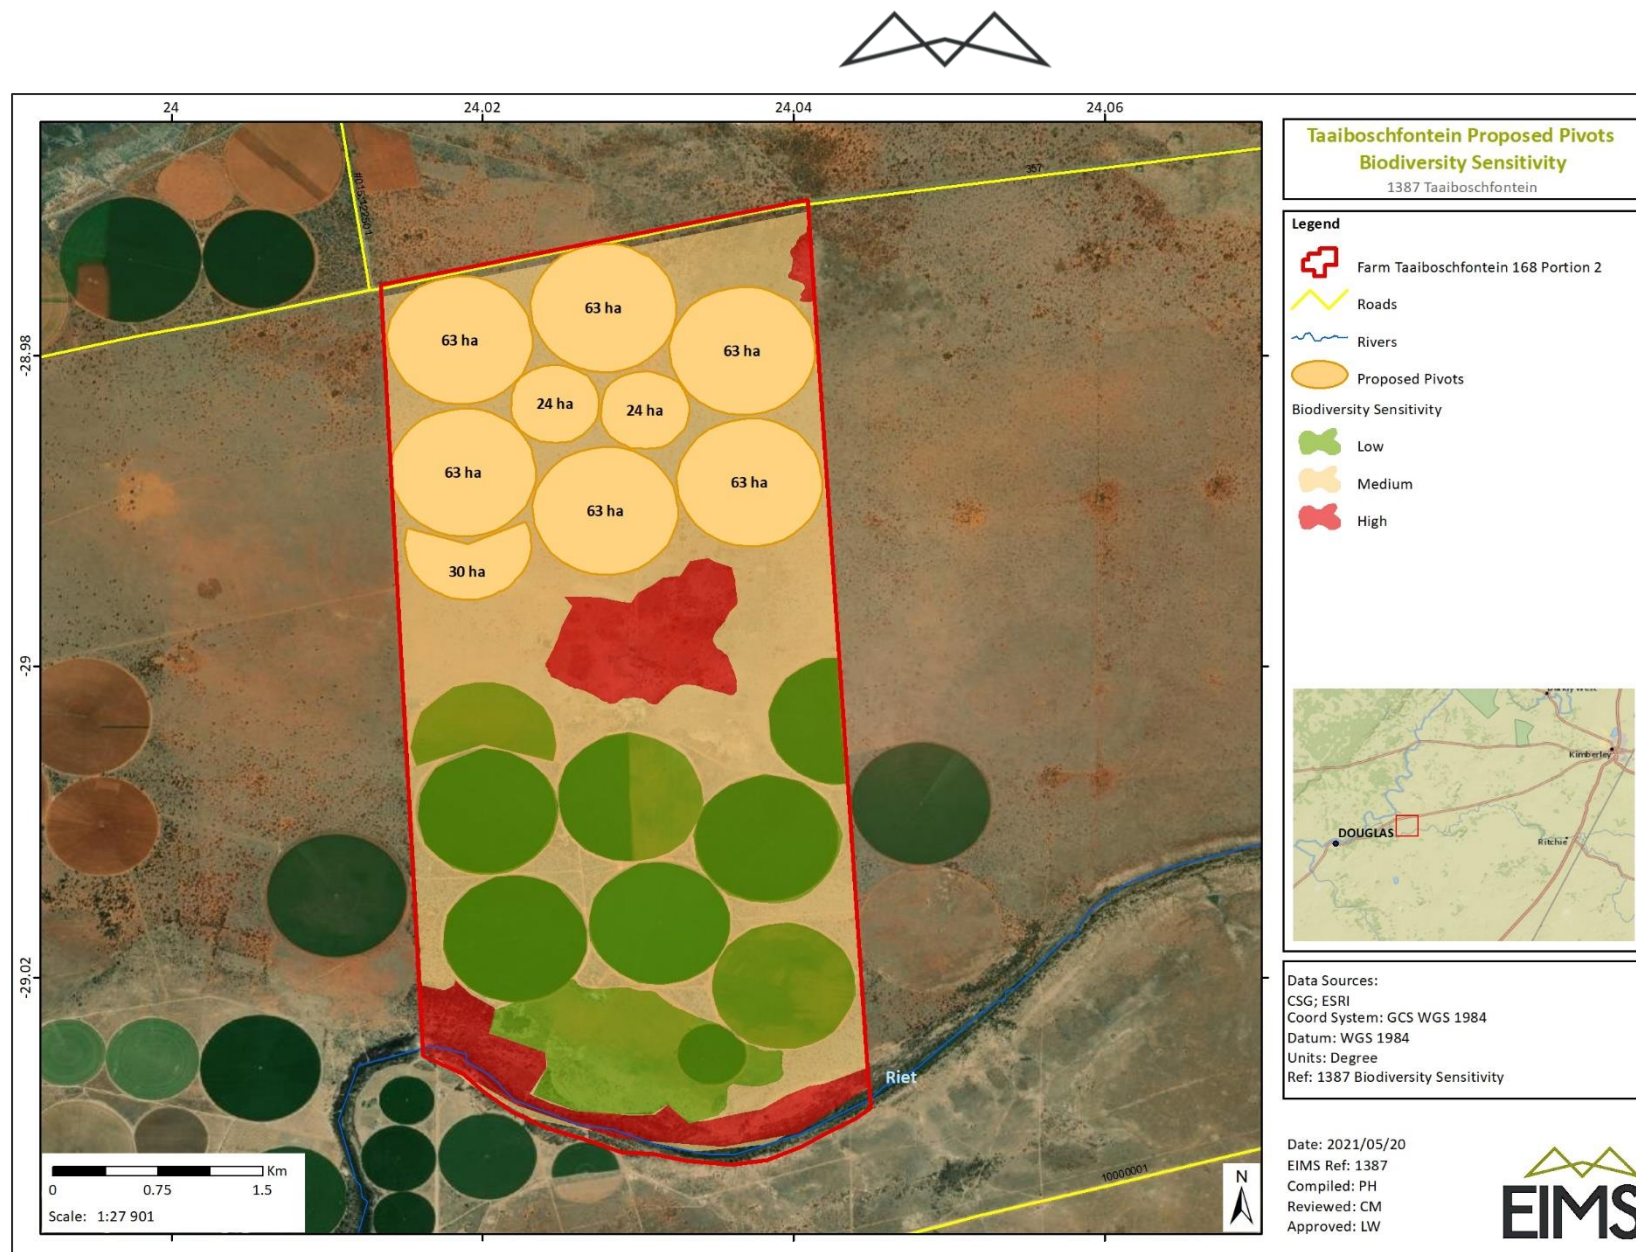 24
24.02
24.04
24.06
-28.98
-29
-29.02
#01512250
357
63 ha
63 ha
63 ha
24 ha
24 ha
63 ha
63 ha
63 ha
30 ha
Riet
10000001
Km
0 0.75 1.5
Scale: 1:27 901
N
Taaiboschfontein Proposed Pivots
Biodiversity Sensitivity
1387 Taaiboschfontein
Legend
Farm Taaiboschfontein 168 Portion 2
Roads
Rivers
Proposed Pivots
Biodiversity Sensitivity
Low
Medium
High
Kimberley
DOUGLAS
Ritchie
Data Sources:
CSG; ESRI
Coord System: GCS WGS 1984
Datum: WGS 1984
Units: Degree
Ref: 1387 Biodiversity Sensitivity
Date: 2021/05/20
EIMS Ref: 1387
Compiled: PH
Reviewed: CM
Approved: LW
EIMS